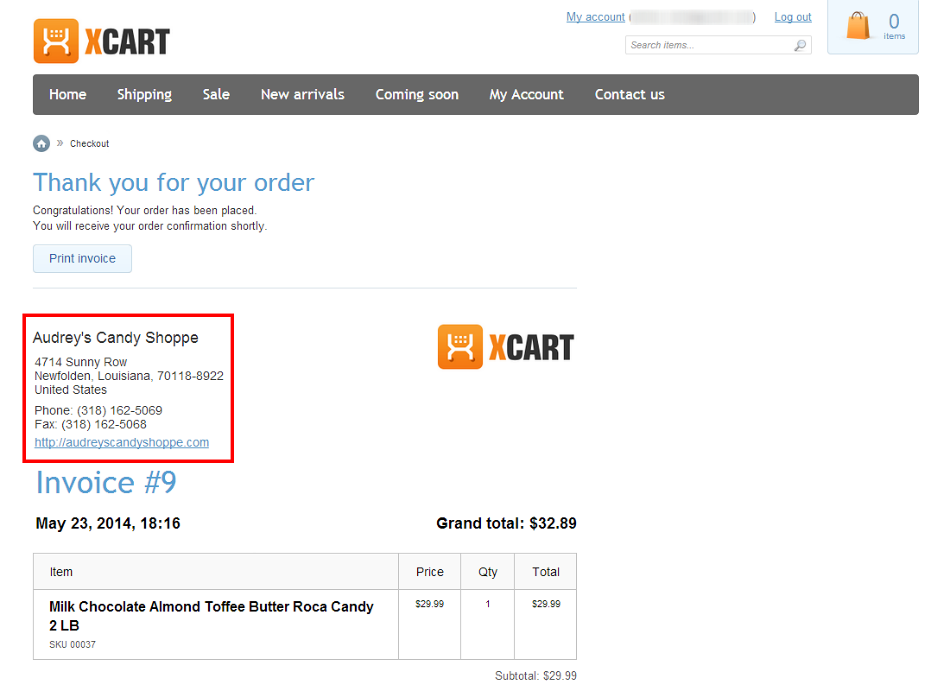 XCART
My account ( ) Log out
0
items
Search items...
Home Shipping Sale New arrivals Coming soon My Account Contact us
» Checkout
Thank you for your order
Congratulations! Your order has been placed.
You will receive your order confirmation shortly.
Print invoice
Audrey's Candy Shoppe
4714 Sunny Row
Newfolden, Louisiana, 70118-8922
United States
Phone: (318) 162-5069
Fax: (318) 162-5068
http://audreyscandyshoppe.com
XCART
Invoice #9
May 23, 2014, 18:16 Grand total: $32.89
Item Price Qty Total
Milk Chocolate Almond Toffee Butter Roca Candy $29.99 1 $29.99
2 LB
SKU 00037
Subtotal: $29.99